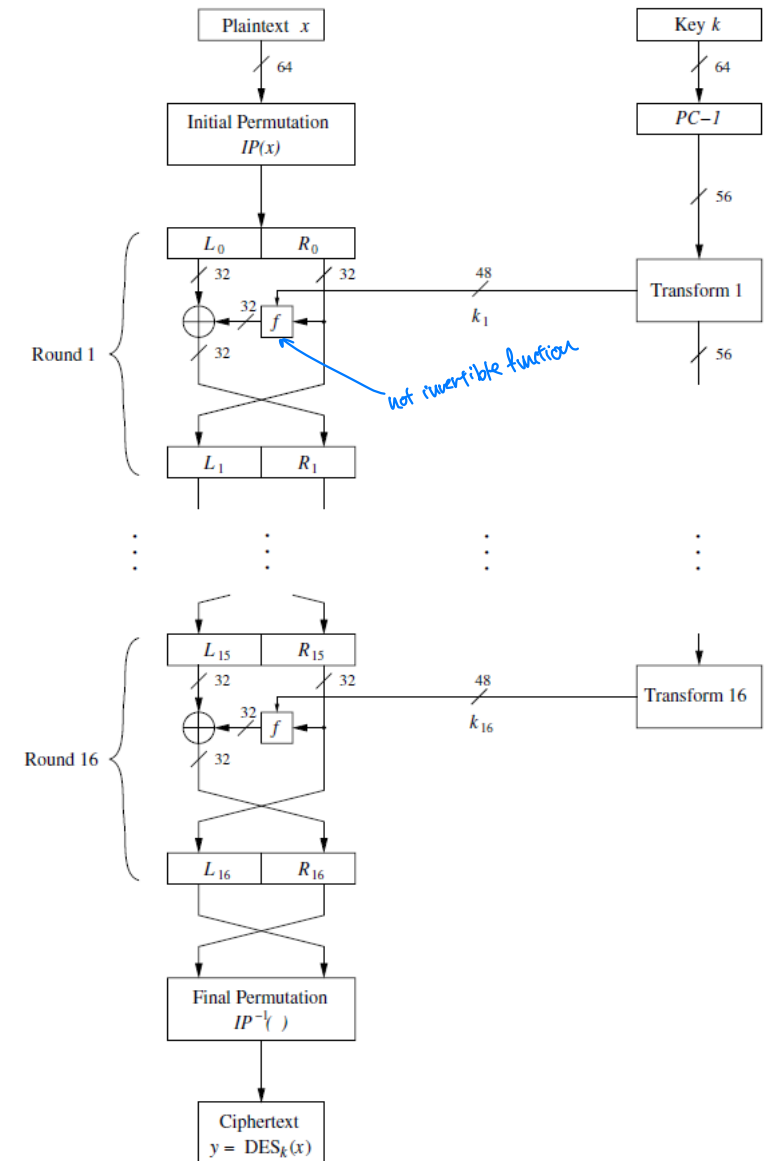 Plaintext x
Key k
64
64
Initial Permutation
IP(x)
PC−1
56
L0 R0
32 32
48
Transform 1
32
f
k1
Round 1
32
56
not invertible function
L1 R1
L15 R15
32 32
48
Transform 16
32
f
k16
Round 16
32
L16 R16
Final Permutation
IP−1( )
Ciphertext
y = DESk(x)